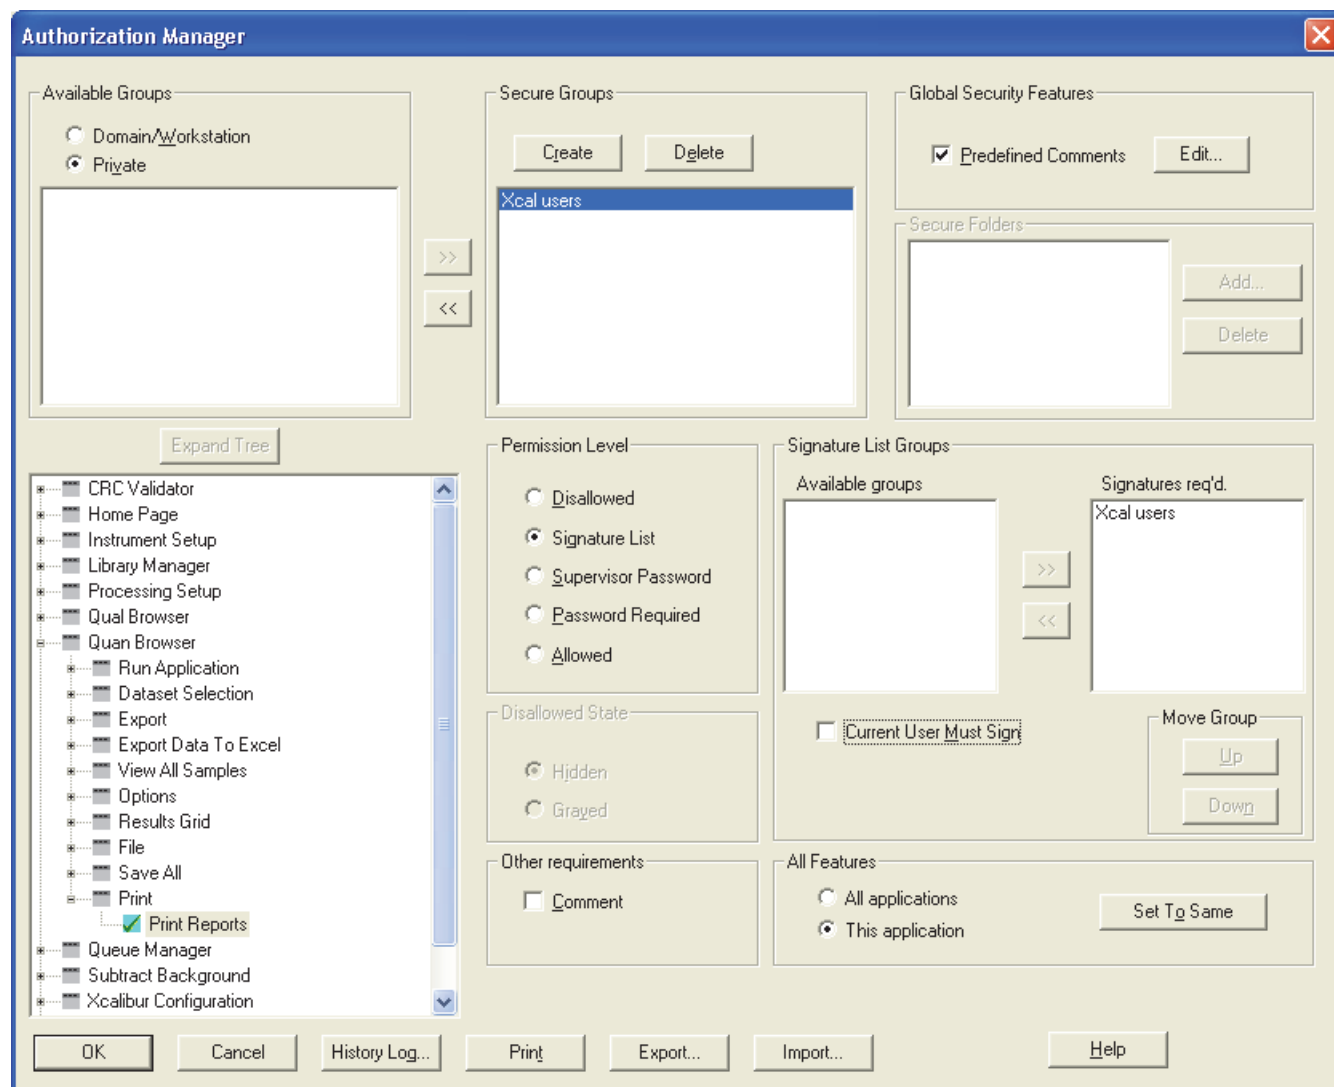 Authorization Manager
Available Groups
Domain/Workstation
Private
>>
<<
Secure Groups
Create
Delete
Xcal users
Global Security Features
Predefined Comments
Edit...
Secure Folders
Add...
Delete
Expand Tree
CRC Validator
Home Page
Instrument Setup
Library Manager
Processing Setup
Qual Browser
Quan Browser
Run Application
Dataset Selection
Export
Export Data To Excel
View All Samples
Options
Results Grid
File
Save All
Print
Print Reports
Queue Manager
Subtract Background
Xcalibur Configuration
Permission Level
Disallowed
Signature List
Supervisor Password
Password Required
Allowed
Disallowed State
Hidden
Grayed
Other requirements
Comment
Signature List Groups
Available groups
>>
<<
Signatures req'd.
Xcal users
Current User Must Sign
Move Group
Up
Down
All Features
All applications
This application
Set To Same
OK
Cancel
History Log...
Print
Export...
Import...
Help